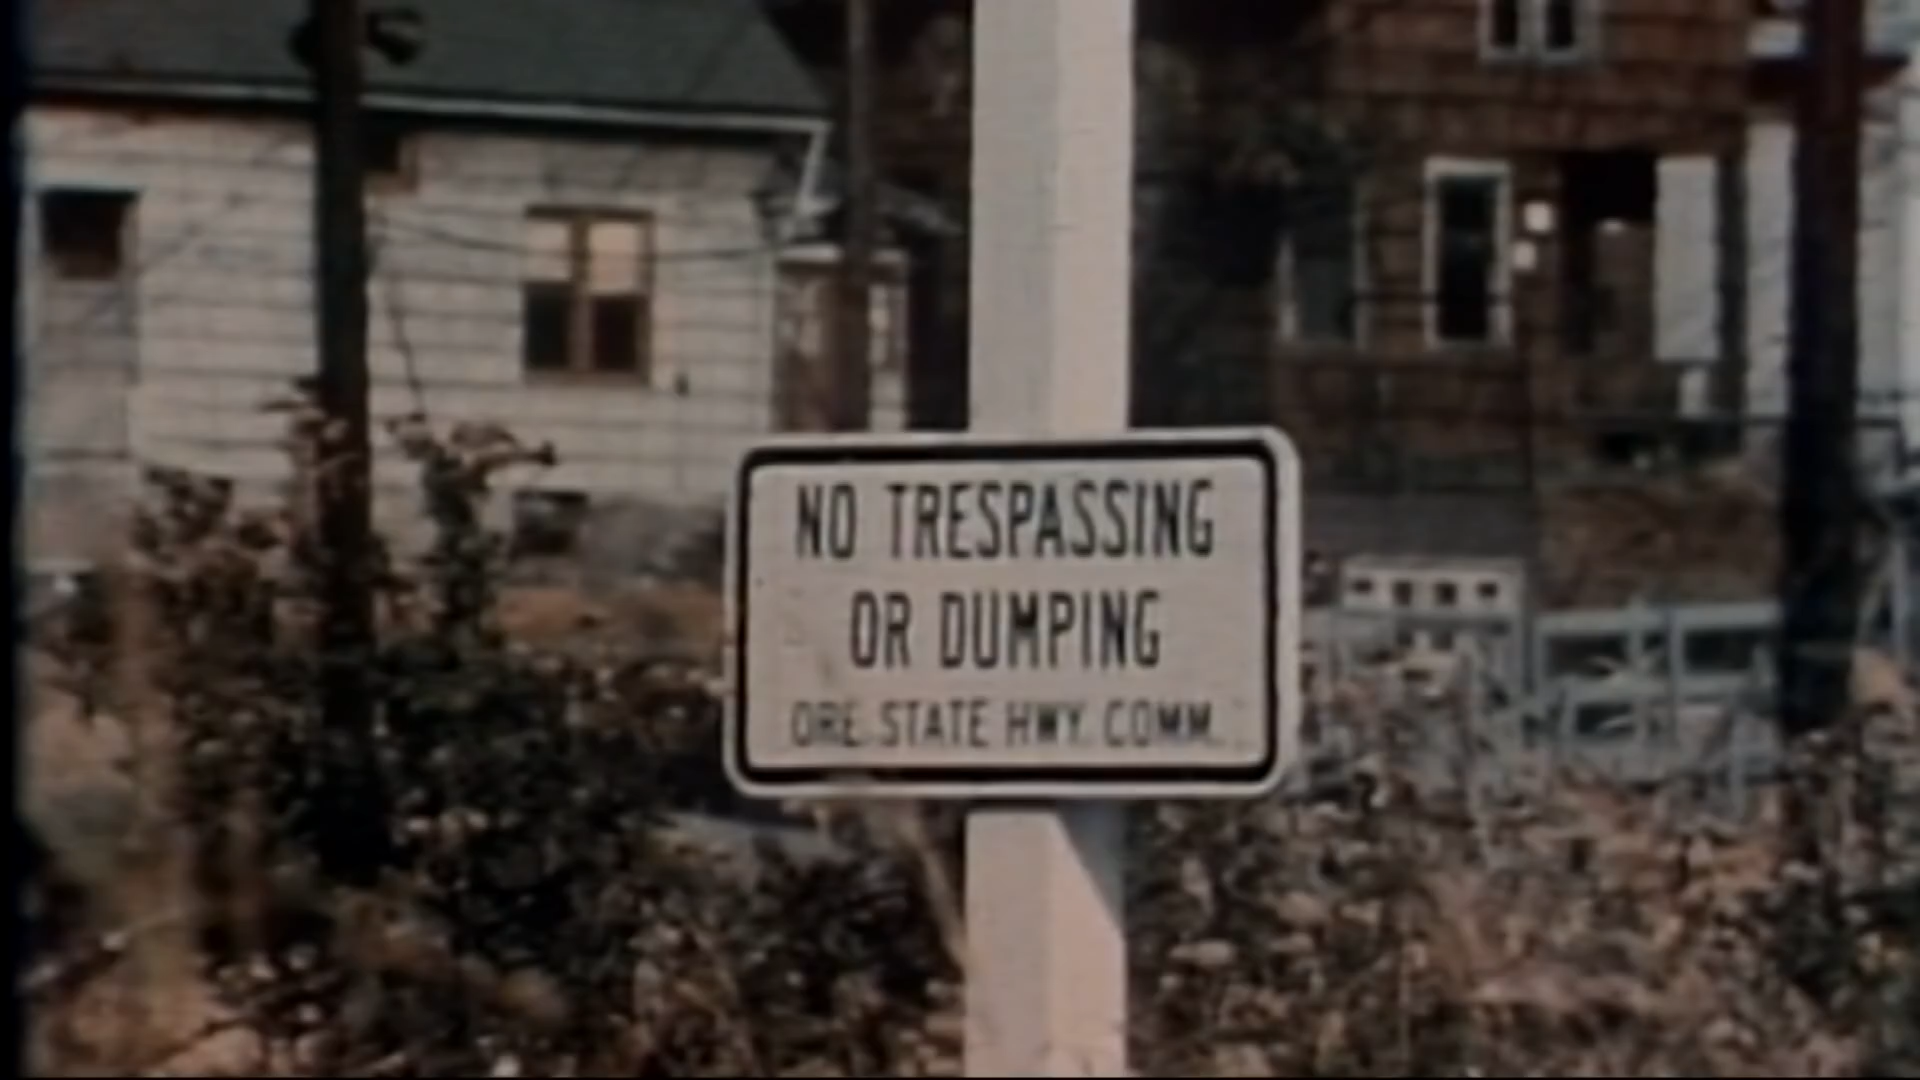 NO TRESPASSING
OR DUMPING
ORE. STATE HWY. COMM.